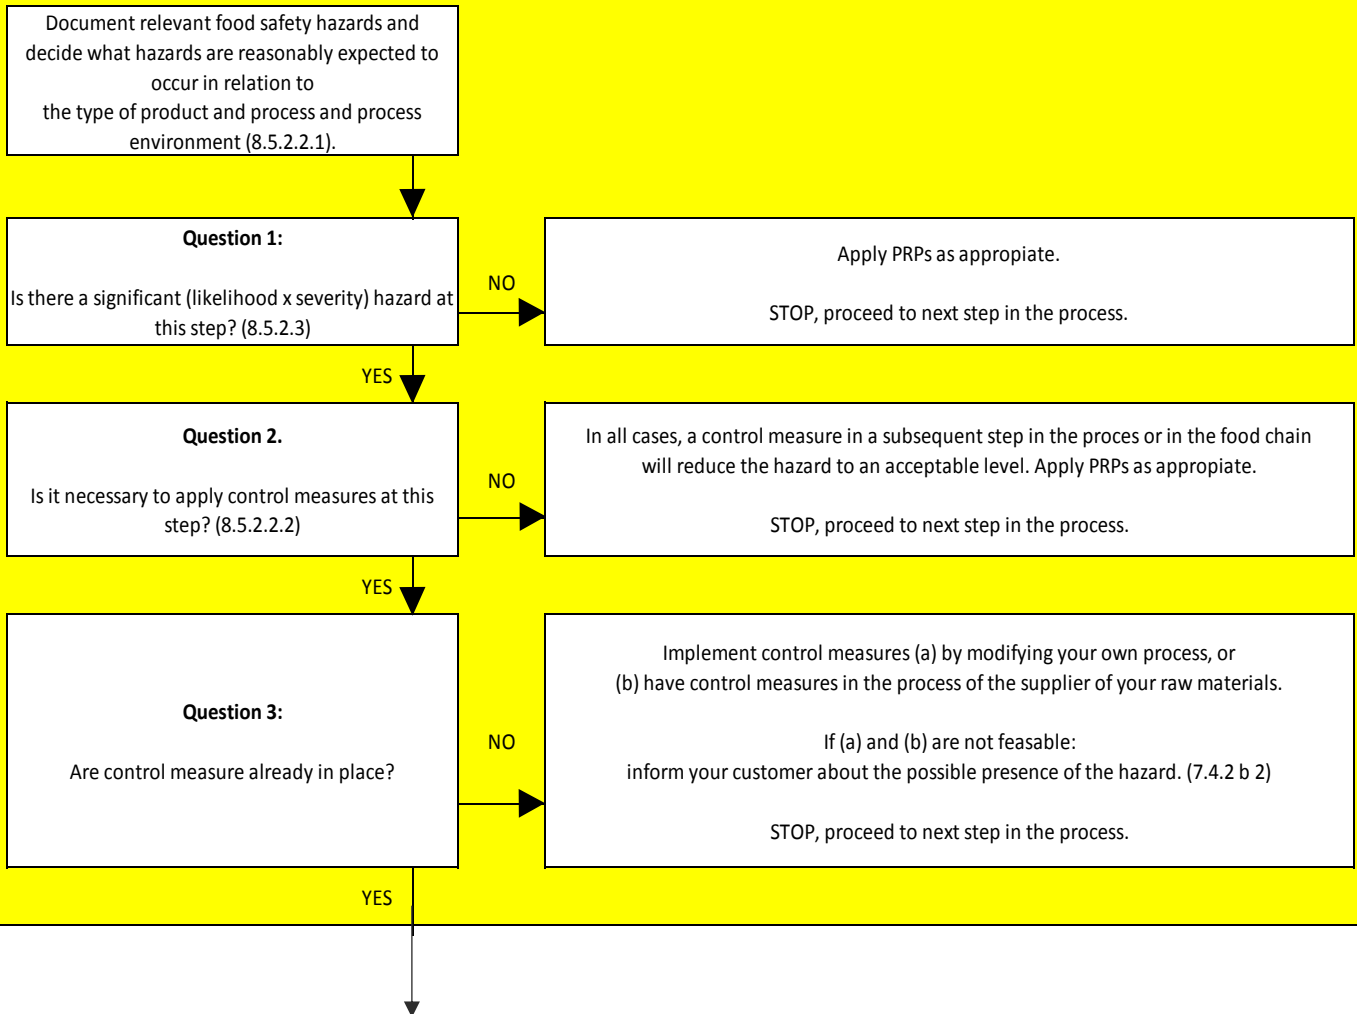 Document relevant food safety hazards and
decide what hazards are reasonably expected to
occur in relation to
the type of product and process and process
environment (8.5.2.2.1).
Question 1:
Is there a significant (likelihood x severity) hazard at
this step? (8.5.2.3)
NO
Apply PRPs as appropiate.
STOP, proceed to next step in the process.
YES
Question 2.
Is it necessary to apply control measures at this
step? (8.5.2.2.2)
NO
In all cases, a control measure in a subsequent step in the proces or in the food chain
will reduce the hazard to an acceptable level. Apply PRPs as appropiate.
STOP, proceed to next step in the process.
YES
Question 3:
Are control measure already in place?
NO
Implement control measures (a) by modifying your own process, or
(b) have control measures in the process of the supplier of your raw materials.
If (a) and (b) are not feasable:
inform your customer about the possible presence of the hazard. (7.4.2 b 2)
STOP, proceed to next step in the process.
YES